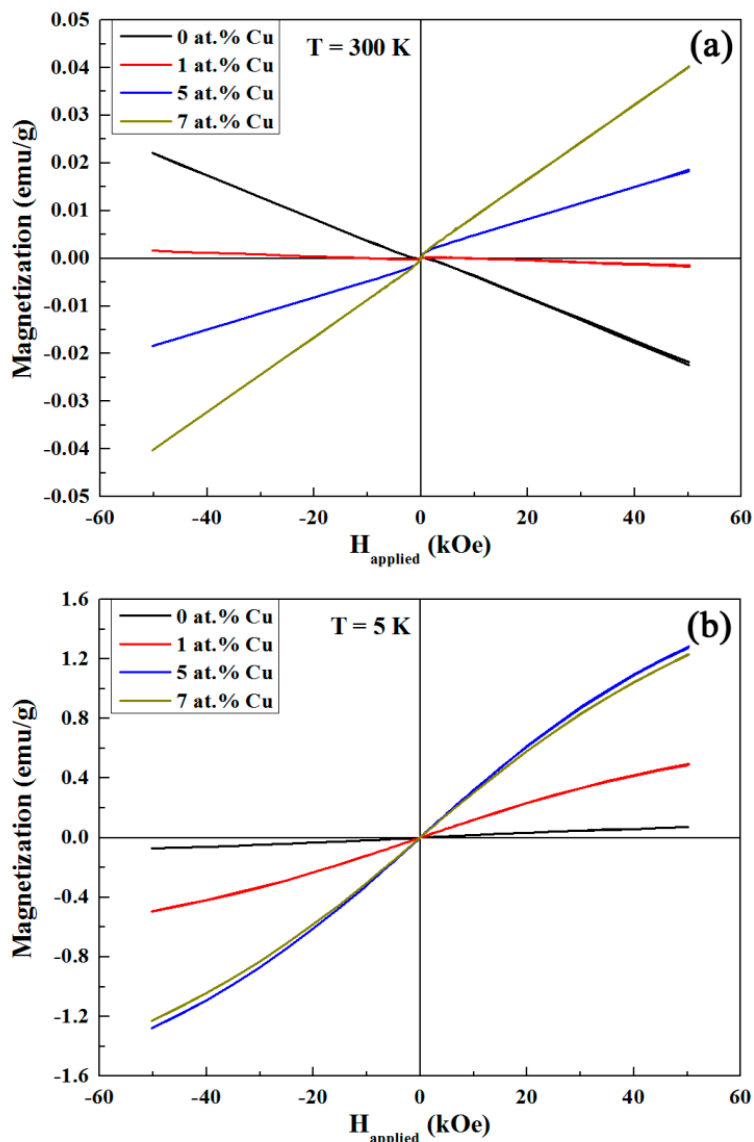 0 at.% Cu
1 at.% Cu
5 at.% Cu
7 at.% Cu
T = 300 K
(a)
Magnetization (emu/g)
0.05
0.04
0.03
0.02
0.01
0.00
-0.01
-0.02
-0.03
-0.04
-0.05
-60 -40 -20 0 20 40 60
H applied (kOe)
0 at.% Cu
1 at.% Cu
5 at.% Cu
7 at.% Cu
T = 5 K
(b)
Magnetization (emu/g)
1.6
1.2
0.8
0.4
0.0
-0.4
-0.8
-1.2
-1.6
-60 -40 -20 0 20 40 60
H applied (kOe)